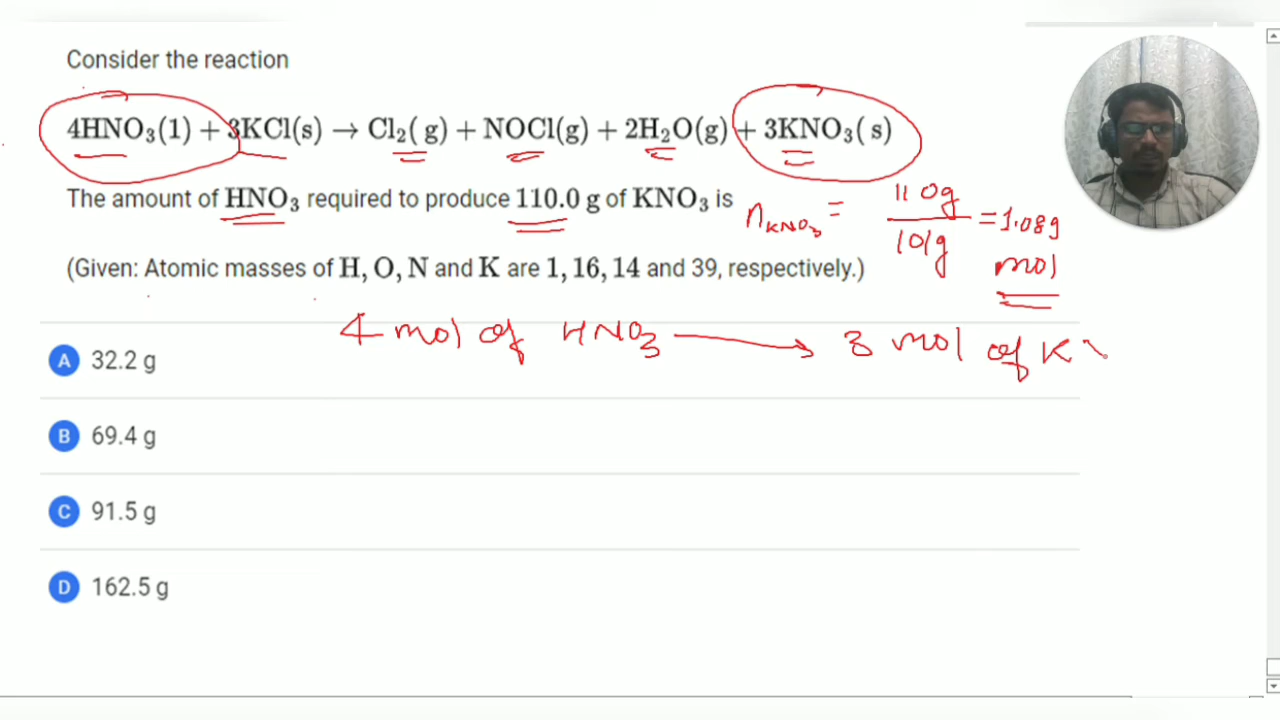 Consider the reaction
4HNO₃(1) + 3KCl(s) → Cl₂( g) + NOCl(g) + 2H₂O(g) + 3KNO₃( s)
The amount of HNO₃ required to produce 110.0 g of KNO₃ is
nKNO₃ = 110g / 101g = 1.089 mol
(Given: Atomic masses of H, O, N and K are 1, 16, 14 and 39, respectively.)
4 mol of HNO₃ → 3 mol of K
A 32.2 g
B 69.4 g
C 91.5 g
D 162.5 g